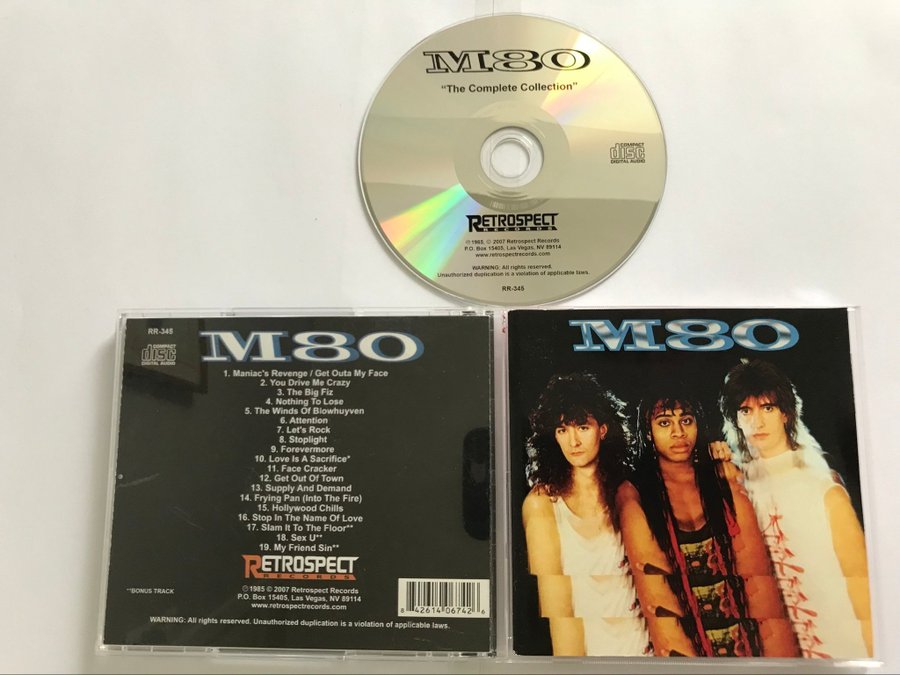 M80
"The Complete Collection"
COMPACT
disc
DIGITAL AUDIO
RETROSPECT
RECORDS
℗1985, © 2007 Retrospect Records
P.O. Box 15405, Las Vegas, NV 89114
www.retrospectrecords.com
WARNING: All rights reserved.
Unauthorized duplication is a violation of applicable laws.
RR-345
RR-345
COMPACT
disc
DIGITAL AUDIO
M80
1. Maniac's Revenge / Get Outa My Face
2. You Drive Me Crazy
3. The Big Fiz
4. Nothing To Lose
5. The Winds Of Blowhuyven
6. Attention
7. Let's Rock
8. Stoplight
9. Forevermore
10. Love Is A Sacrifice*
11. Face Cracker
12. Get Out Of Town
13. Supply And Demand
14. Frying Pan (Into The Fire)
15. Hollywood Chills
16. Stop In The Name Of Love
17. Slam It To The Floor**
18. Sex U**
19. My Friend Sin**
RETROSPECT
RECORDS
**BONUS TRACK
℗1985 © 2007 Retrospect Records
P.O. Box 15405, Las Vegas, NV 89114
www.retrospectrecords.com
8 42614 06742 6
WARNING: All rights reserved. Unauthorized duplication is a violation of applicable laws.
M80